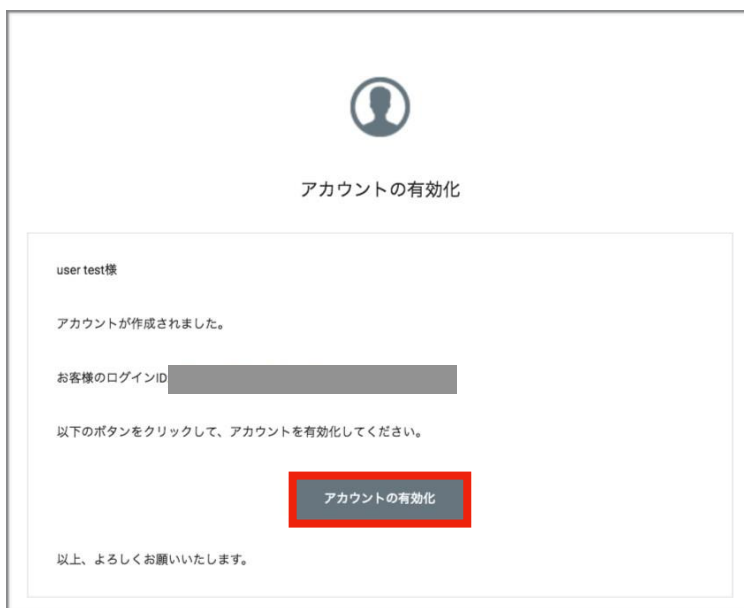 アカウントの有効化
user test様
アカウントが作成されました。
お客様のログインID
以下のボタンをクリックして、アカウントを有効化してください。
アカウントの有効化
以上、よろしくお願いいたします。